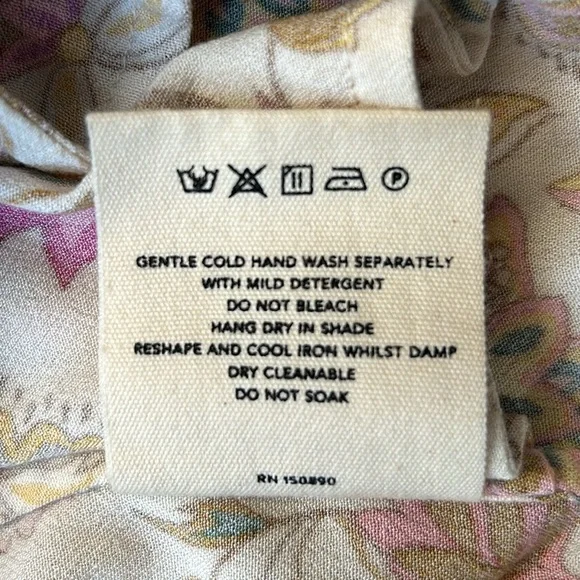 GENTLE COLD HAND WASH SEPARATELY
WITH MILD DETERGENT
DO NOT BLEACH
HANG DRY IN SHADE
RESHAPE AND COOL IRON WHILST DAMP
DRY CLEANABLE
DO NOT SOAK
RN 150890